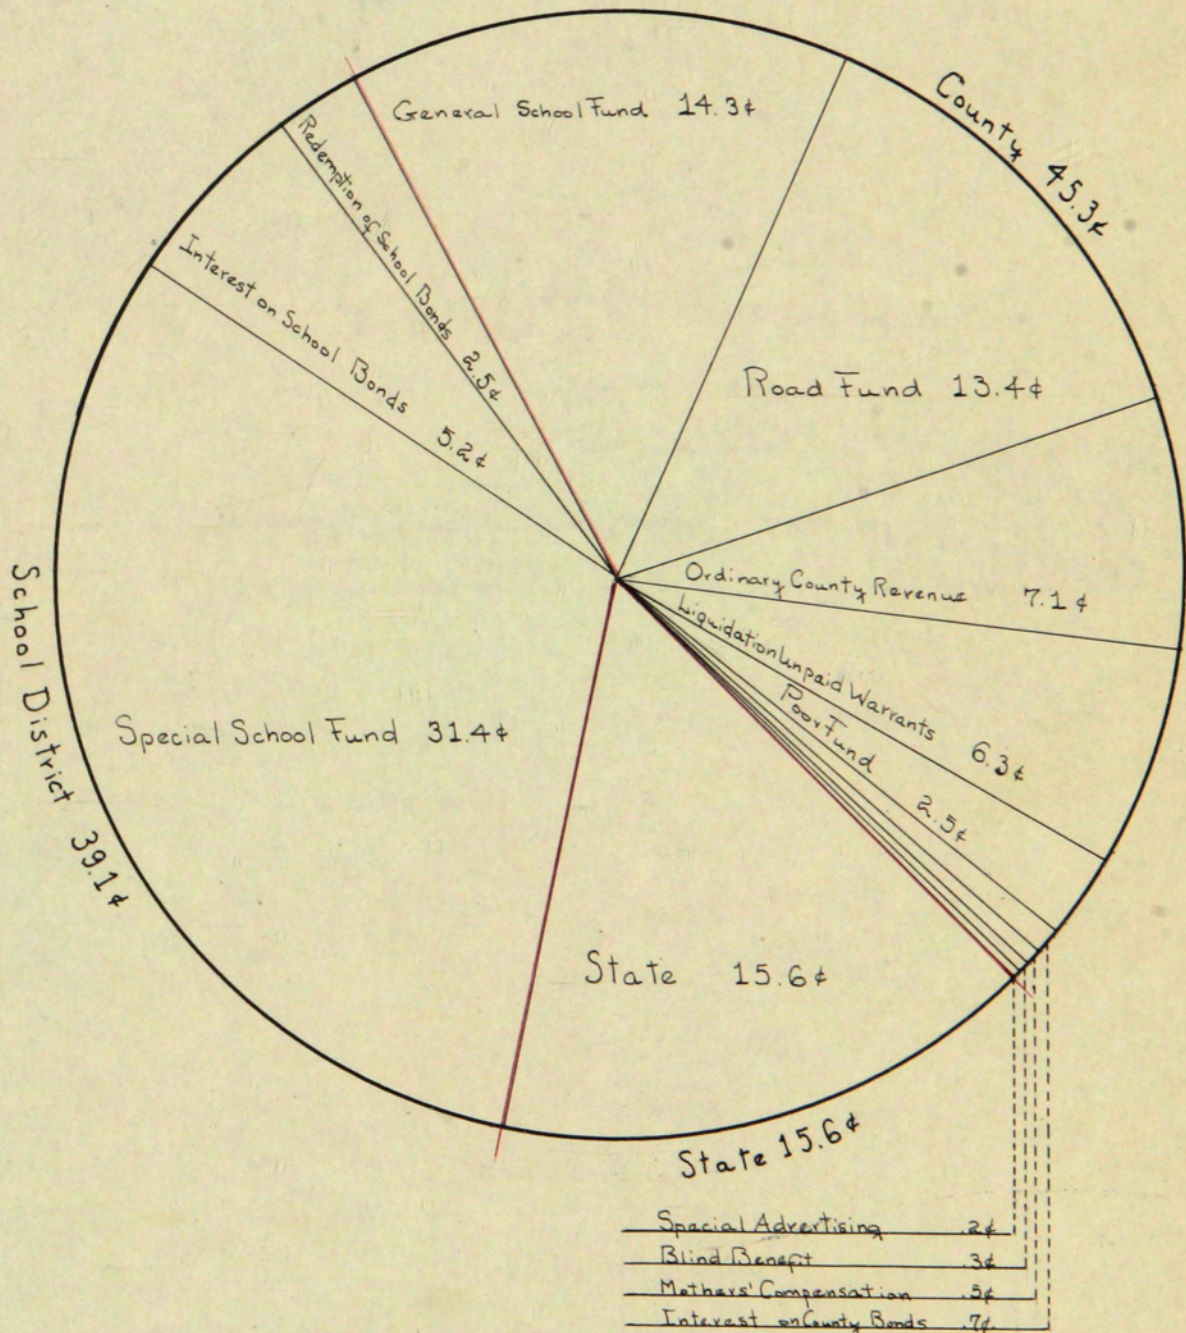 General School Fund 14.3¢
County 45.3¢
Redemption of School Bonds 2.5¢
Interest on School Bonds 5.2¢
Road Fund 13.4¢
Ordinary County Revenue 7.1¢
Liquidation Unpaid Warrants 6.3¢
Poor Fund 2.5¢
School District 39.1¢
Special School Fund 31.4¢
State 15.6¢
State 15.6¢
Special Advertising .2¢
Blind Benefit .3¢
Mothers' Compensation .5¢
Interest on County Bonds .7¢